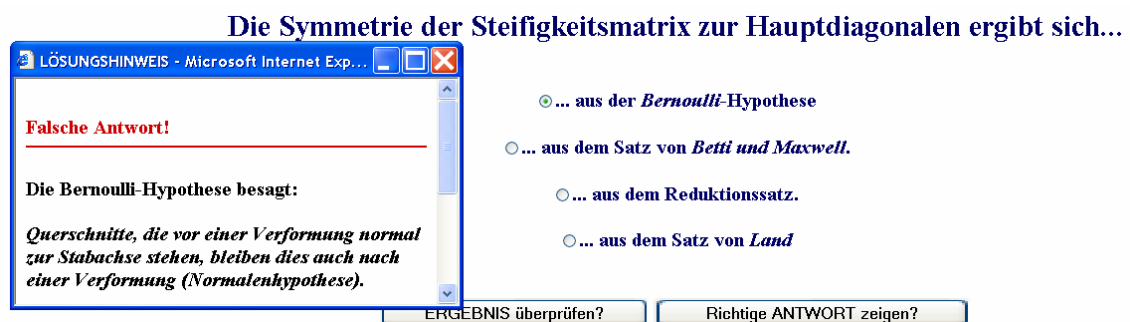 Die Symmetrie der Steifigkeitsmatrix zur Hauptdiagonalen ergibt sich...
LÖSUNGSHINWEIS - Microsoft Internet Exp...
Falsche Antwort!
Die Bernoulli-Hypothese besagt:
Querschnitte, die vor einer Verformung normal
zur Stabachse stehen, bleiben dies auch nach
einer Verformung (Normalenhypothese).
... aus der Bernoulli-Hypothese
... aus dem Satz von Betti und Maxwell.
... aus dem Reduktionssatz.
... aus dem Satz von Land
ERGEBNIS überprüfen?
Richtige ANTWORT zeigen?